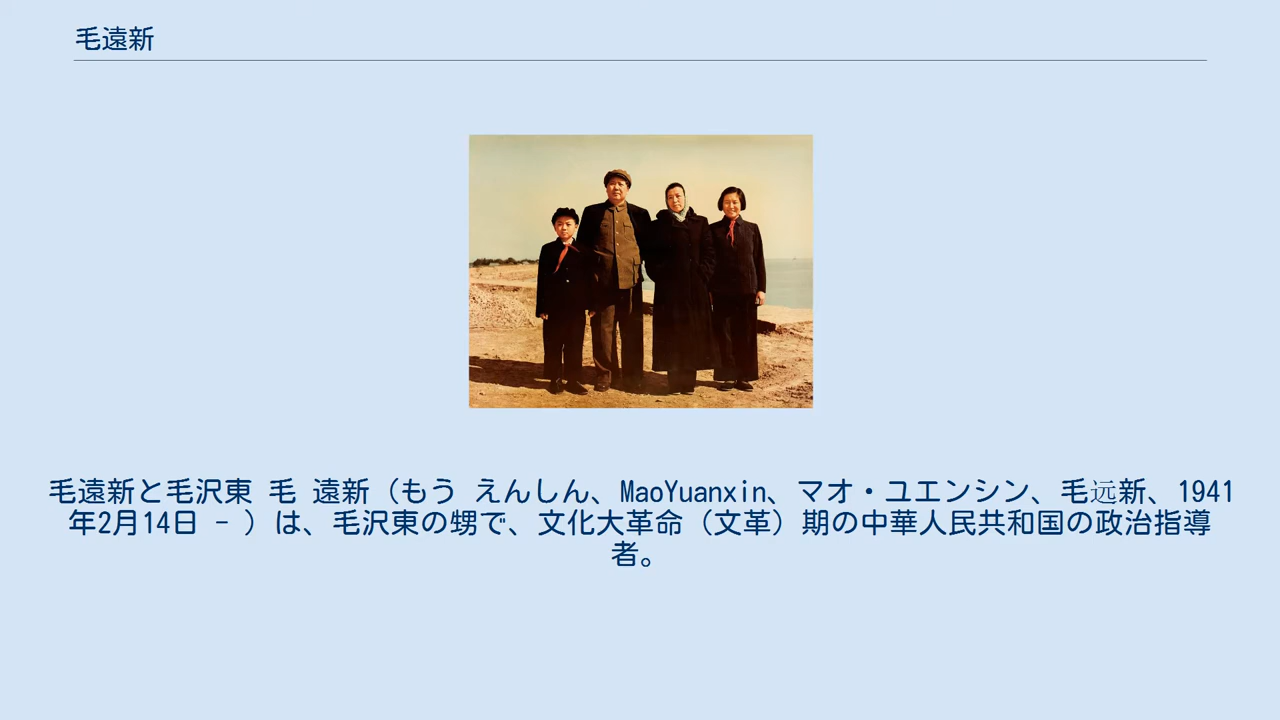 毛遠新
毛遠新と毛沢東 毛 遠新（もう えんしん、MaoYuanxin、マオ・ユエンシン、毛远新、1941
年2月14日 - ）は、毛沢東の甥で、文化大革命（文革）期の中華人民共和国の政治指導
者。